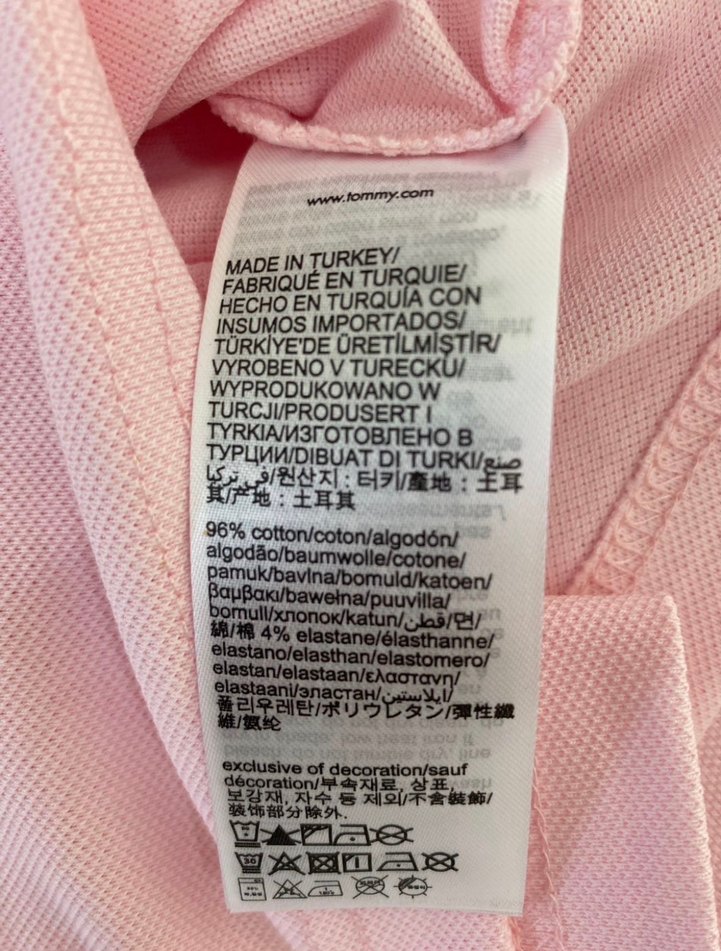 www.tommy.com
MADE IN TURKEY/
FABRIQUÉ EN TURQUIE/
HECHO EN TURQUÍA CON
INSUMOS IMPORTADOS/
TÜRKİYE'DE ÜRETİLMİŞTİR/
VYROBENO V TURECKU/
WYPRODUKOWANO W
TURCJI/PRODUSERT I
TYRKIA/ИЗГОТОВЛЕНО В
ТУРЦИИ/DIBUAT DI TURKI/صنع
في تركيا/원산지 : 터키/產地 : 土耳
其/产地 : 土耳其
96% cotton/coton/algodón/
algodão/baumwolle/cotone/
pamuk/bavlna/bomuld/katoen/
βαμβακι/bawełna/puuvilla/
bomull/хлопок/katun/قطن/면/
綿/棉 4% elastane/élasthanne/
elastano/elasthan/elastomero/
elastan/elastaan/ελαστανη/
elastaani/эластан/ايلاستين/
폴리우레탄/ポリウレタン/彈性纖
維/氨纶
exclusive of decoration/sauf
décoration/부속재료, 상표,
보강재, 자수 등 제외/不含裝飾/
装饰部分除外.
30